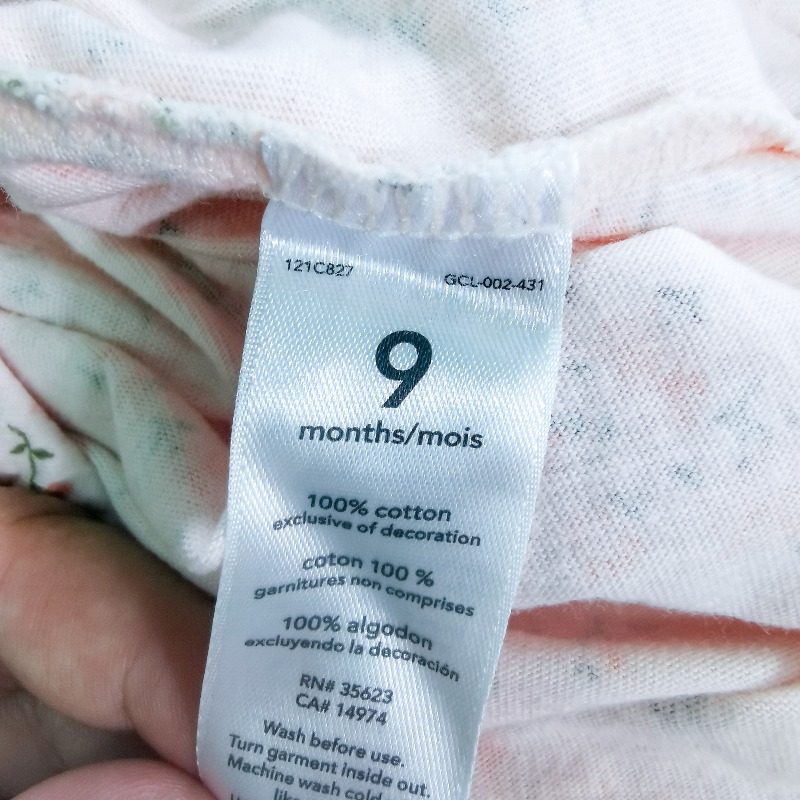 121C827 GCL-002-431
9
months/mois
100% cotton
exclusive of decoration
coton 100 %
garnitures non comprises
100% algodon
excluyendo la decoración
RN# 35623
CA# 14974
Wash before use.
Turn garment inside out.
Machine wash cold
like